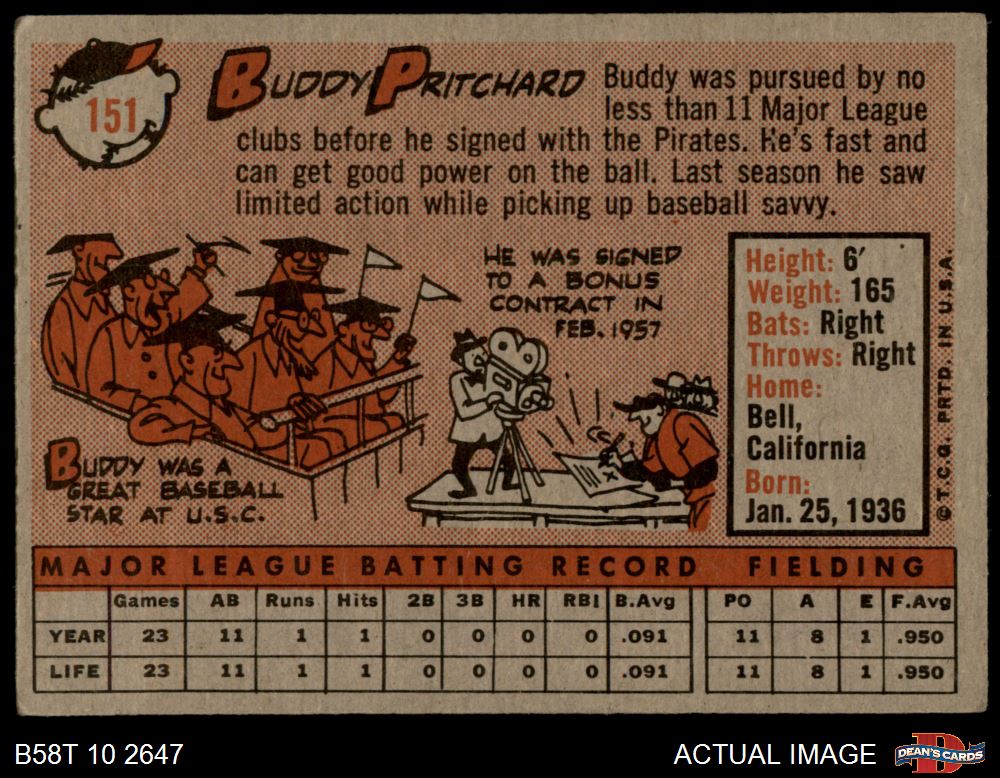 151
BUDDY PRITCHARD
Buddy was pursued by no
less than 11 Major League
clubs before he signed with the Pirates. He's fast and
can get good power on the ball. Last season he saw
limited action while picking up baseball savvy.
HE WAS SIGNED
TO A BONUS
CONTRACT IN
FEB. 1957
X
BUDDY WAS A
GREAT BASEBALL
STAR AT U.S.C.
Height: 6'
Weight: 165
Bats: Right
Throws: Right
Home:
Bell,
California
Born:
Jan. 25, 1936
© T.C.G. PRTD. IN U.S.A.
MAJOR LEAGUE BATTING RECORD FIELDING
Games AB Runs Hits 2B 3B HR RBI B.Avg PO A E F.Avg
YEAR 23 11 1 1 0 0 0 0 .091 11 8 1 .950
LIFE 23 11 1 1 0 0 0 0 .091 11 8 1 .950
B58T 10 2647
ACTUAL IMAGE
D
DEAN'S CARDS